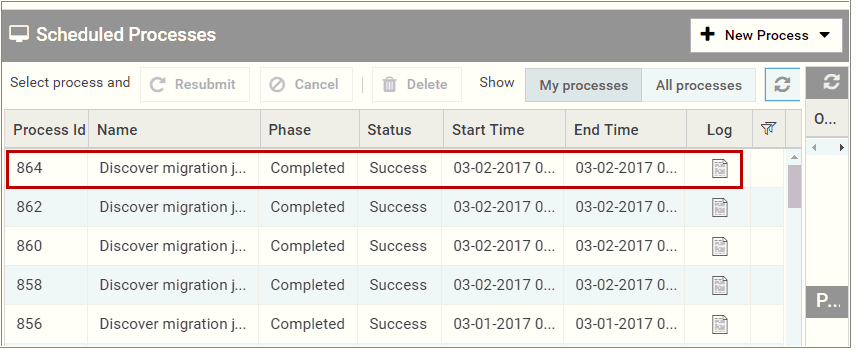 Scheduled Processes
New Process
Select process and Resubmit Cancel Delete Show My processes All processes
Process Id Name Phase Status Start Time End Time Log O...
864 Discover migration j... Completed Success 03-02-2017 0... 03-02-2017 0...
862 Discover migration j... Completed Success 03-02-2017 0... 03-02-2017 0...
860 Discover migration j... Completed Success 03-02-2017 0... 03-02-2017 0...
858 Discover migration j... Completed Success 03-02-2017 0... 03-02-2017 0...
P...
856 Discover migration j... Completed Success 03-01-2017 0... 03-01-2017 0...